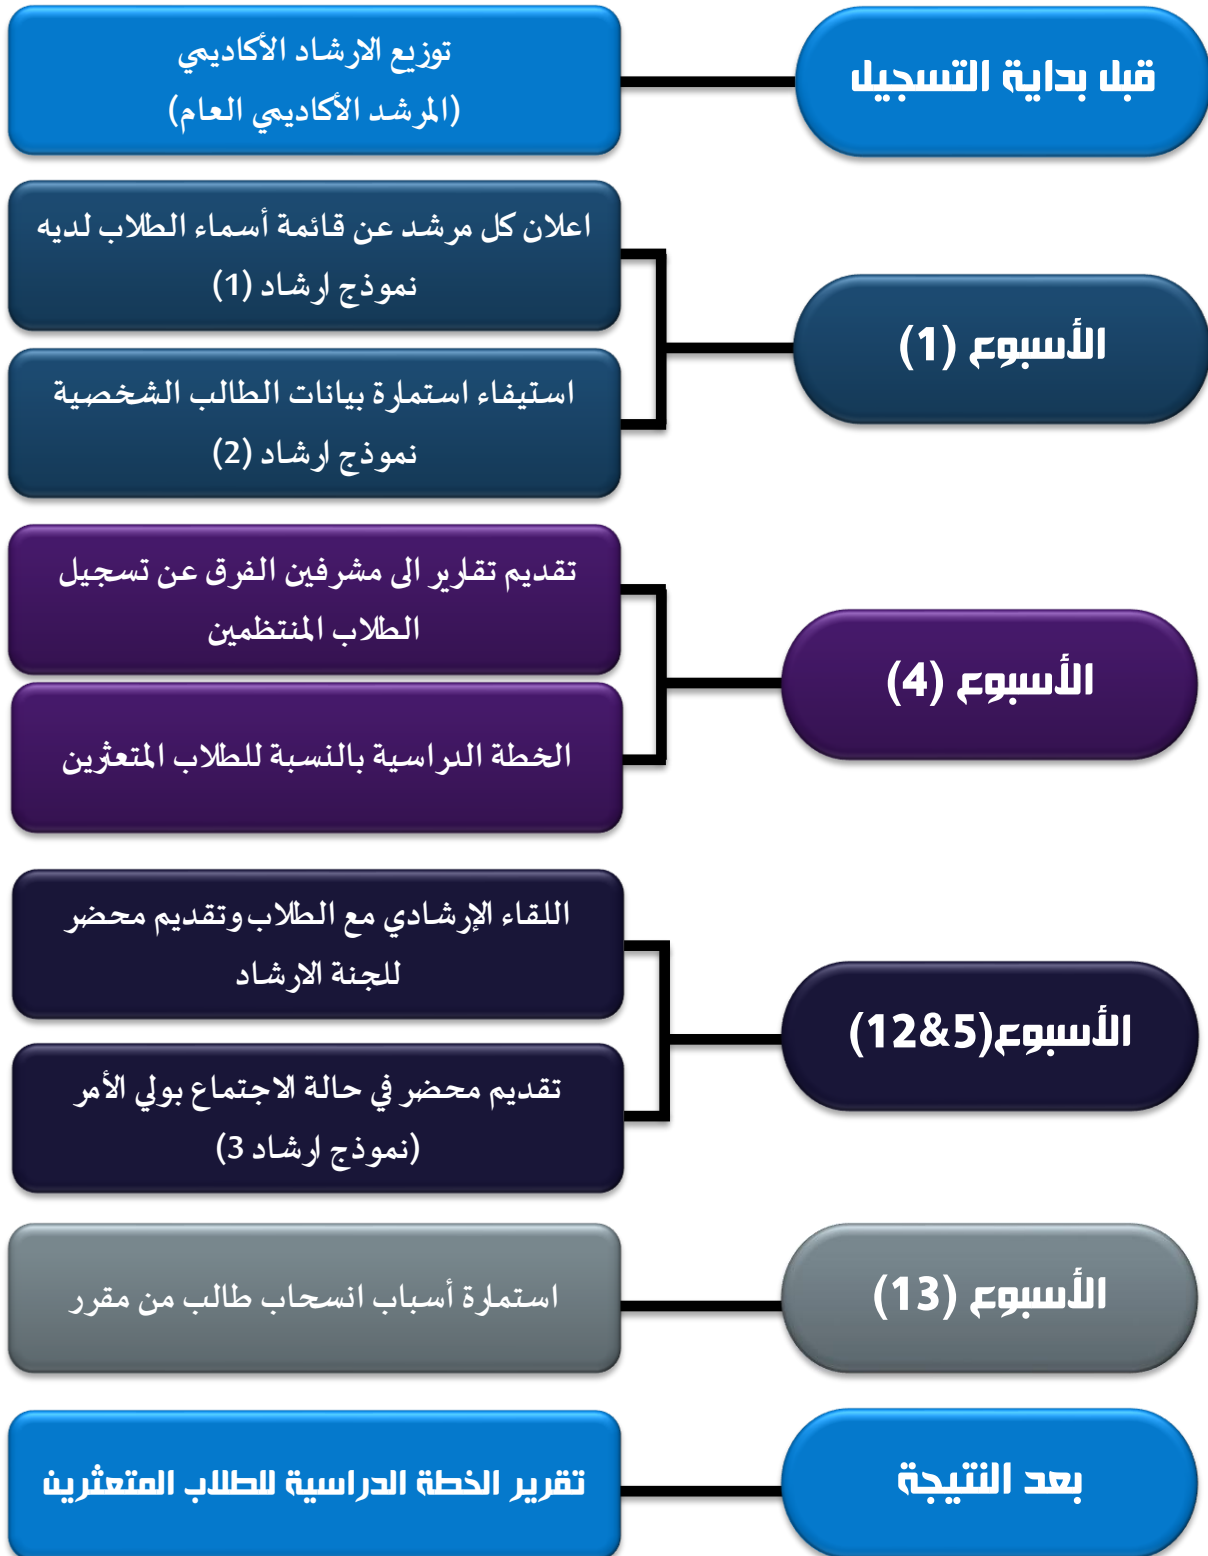 قبل بداية التسجيل
توزيع الارشاد الأكاديمي
(المرشد الأكاديمي العام)
الأسبوع (1)
اعلان كل مرشد عن قائمة أسماء الطلاب لديه
نموذج ارشاد (1)
استيفاء استمارة بيانات الطالب الشخصية
نموذج ارشاد (2)
الأسبوع (4)
تقديم تقارير الى مشرفين الفرق عن تسجيل
الطلاب المنتظمين
الخطة الدراسية بالنسبة للطلاب المتعثرين
الأسبوع(5&12)
اللقاء الإرشادي مع الطلاب وتقديم محضر
للجنة الارشاد
تقديم محضر في حالة الاجتماع بولي الأمر
(نموذج ارشاد 3)
الأسبوع (13)
استمارة أسباب انسحاب طالب من مقرر
بعد النتيجة
تقرير الخطة الدراسية للطلاب المتعثرين